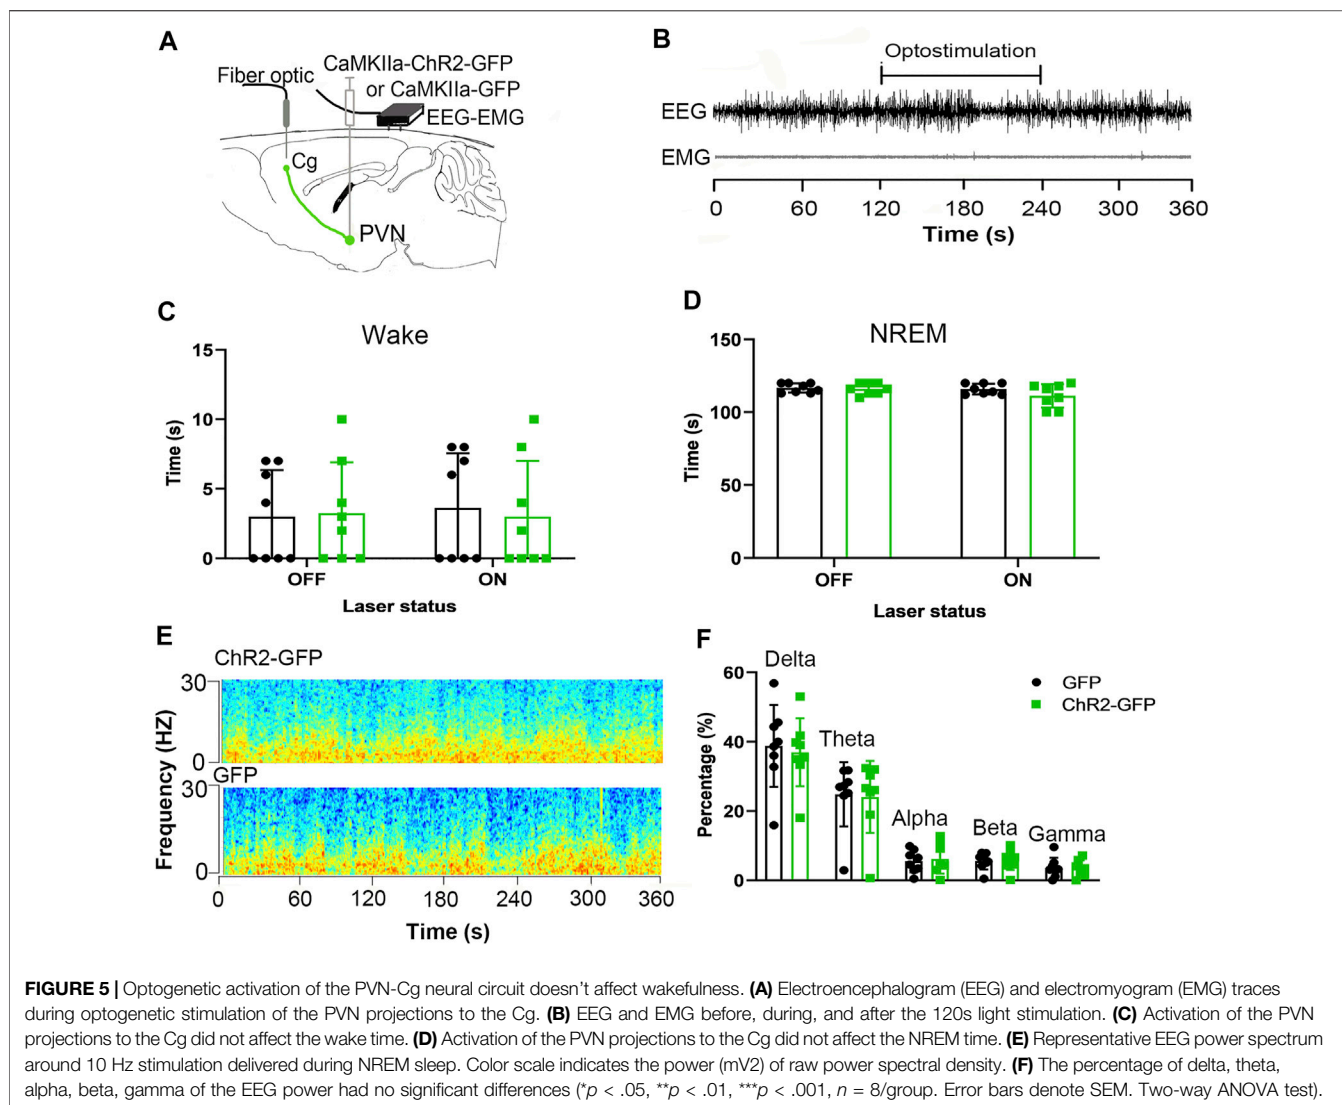 A
Fiber optic
CaMKIIa-ChR2-GFP
or CaMKIIa-GFP
EEG-EMG
Cg
PVN
B
Optostimulation
EEG
EMG
0 60 120 180 240 300 360
Time (s)
C
Wake
15
10
5
0
Time (s)
OFF ON
Laser status
D
NREM
150
100
50
0
Time (s)
OFF ON
Laser status
E
ChR2-GFP
30
0
GFP
30
0
Frequency (HZ)
0 60 120 180 240 300 360
Time (s)
F
Delta
Theta
Alpha
Beta
Gamma
GFP
ChR2-GFP
60
40
20
0
Percentage (%)
FIGURE 5 | Optogenetic activation of the PVN-Cg neural circuit doesn’t affect wakefulness. (A) Electroencephalogram (EEG) and electromyogram (EMG) traces
during optogenetic stimulation of the PVN projections to the Cg. (B) EEG and EMG before, during, and after the 120s light stimulation. (C) Activation of the PVN
projections to the Cg did not affect the wake time. (D) Activation of the PVN projections to the Cg did not affect the NREM time. (E) Representative EEG power spectrum
around 10 Hz stimulation delivered during NREM sleep. Color scale indicates the power (mV2) of raw power spectral density. (F) The percentage of delta, theta,
alpha, beta, gamma of the EEG power had no significant differences (*p < .05, **p < .01, ***p < .001, n = 8/group. Error bars denote SEM. Two-way ANOVA test).